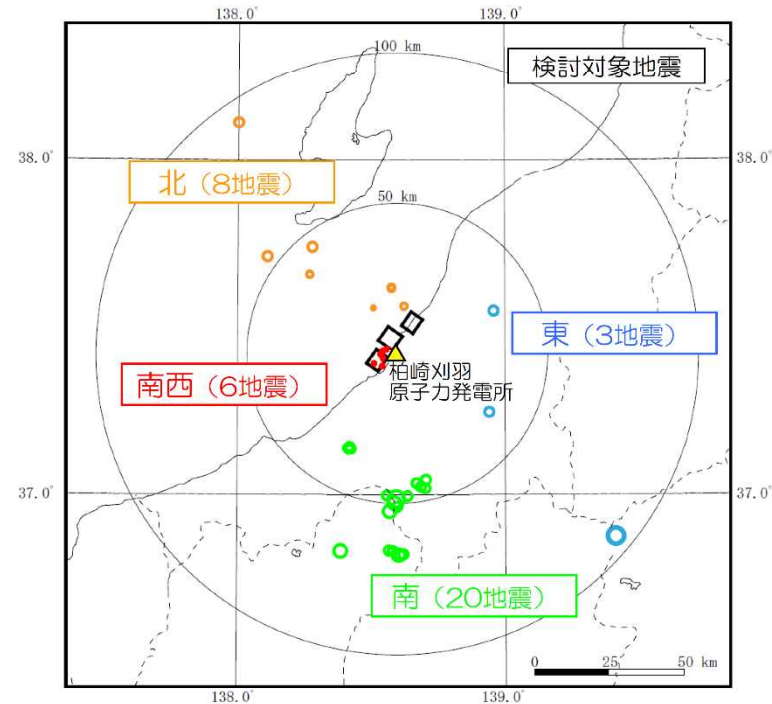 138.0°
139.0°
100 km
検討対象地震
38.0°
38.0°
北（8地震）
50 km
東（3地震）
柏崎刈羽
原子力発電所
南西（6地震）
37.0°
37.0°
南（20地震）
0 25 50 km
138.0°
139.0°